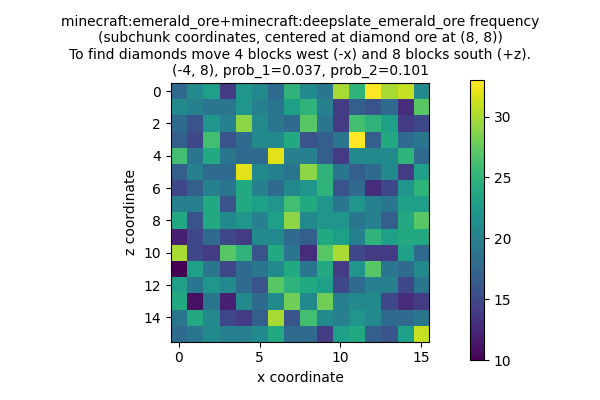 minecraft:emerald_ore+minecraft:deepslate_emerald_ore frequency
(subchunk coordinates, centered at diamond ore at (8, 8))
To find diamonds move 4 blocks west (-x) and 8 blocks south (+z).
(-4, 8), prob_1=0.037, prob_2=0.101
0
2
4
6
8
10
12
14
z coordinate
0
5
10
15
x coordinate
30
25
20
15
10